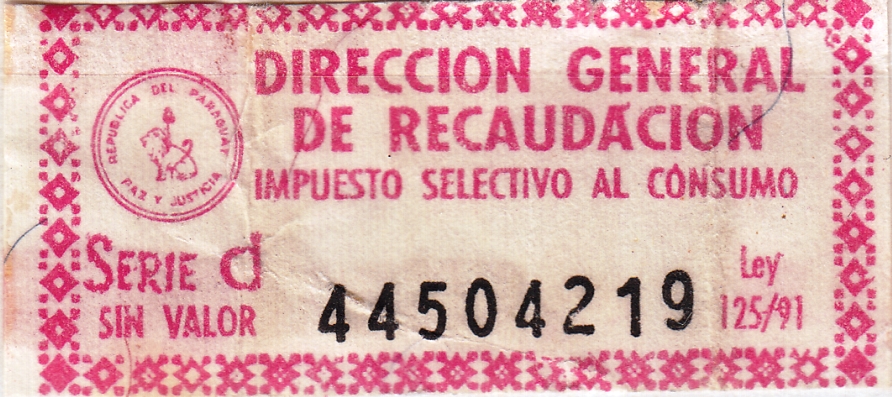 DIRECCION GENERAL
DE RECAUDACION
REPUBLICA DEL PARAGUAY
PAZ Y JUSTICIA
IMPUESTO SELECTIVO AL CONSUMO
SERIE d
SIN VALOR
44504219
Ley
125/91